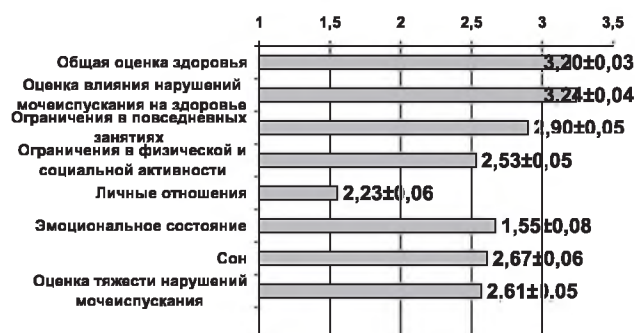 1 1,5 2 2,5 3 3,5
Общая оценка здоровья 3,20±0,03
Оценка влияния нарушений
мочеиспускания на здоровье 3.24±0,04
Ограничения в повседневных
занятиях 2,90±0,05
Ограничения в физической и
социальной активности 2,53±0,05
Личные отношения 2,23±0,06
Эмоциональное состояние 1,55±0,08
Сон 2,67±0,06
Оценка тяжести нарушений
мочеиспускания 2.61±0.05